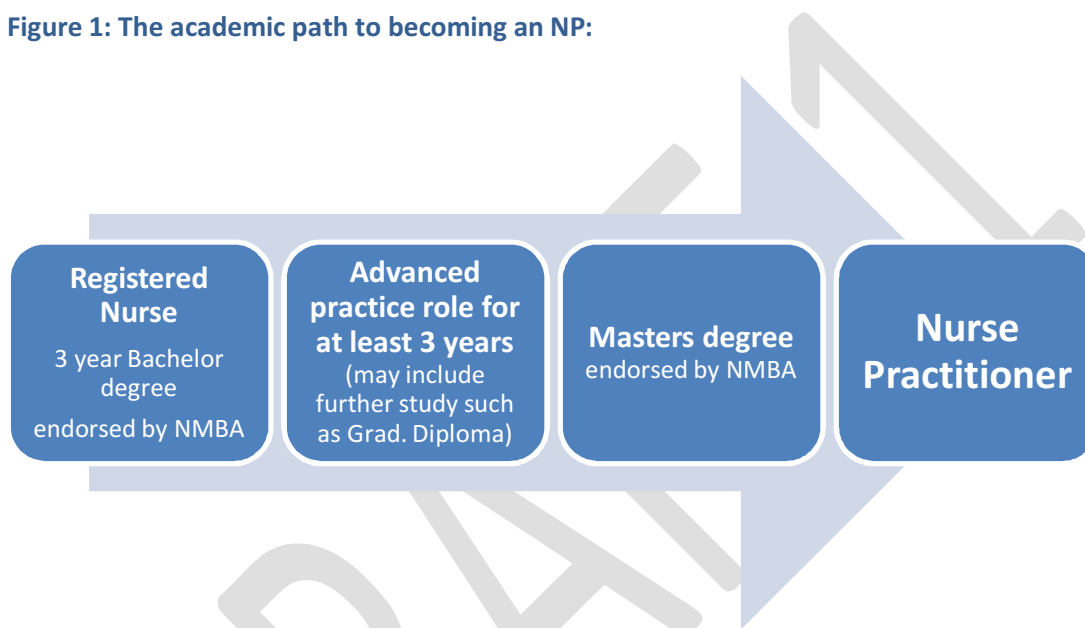 Figure 1: The academic path to becoming an NP:
Registered
Nurse
3 year Bachelor
degree
endorsed by NMBA
Advanced
practice role for
at least 3 years
(may include
further study such
as Grad. Diploma)
Masters degree
endorsed by NMBA
Nurse
Practitioner